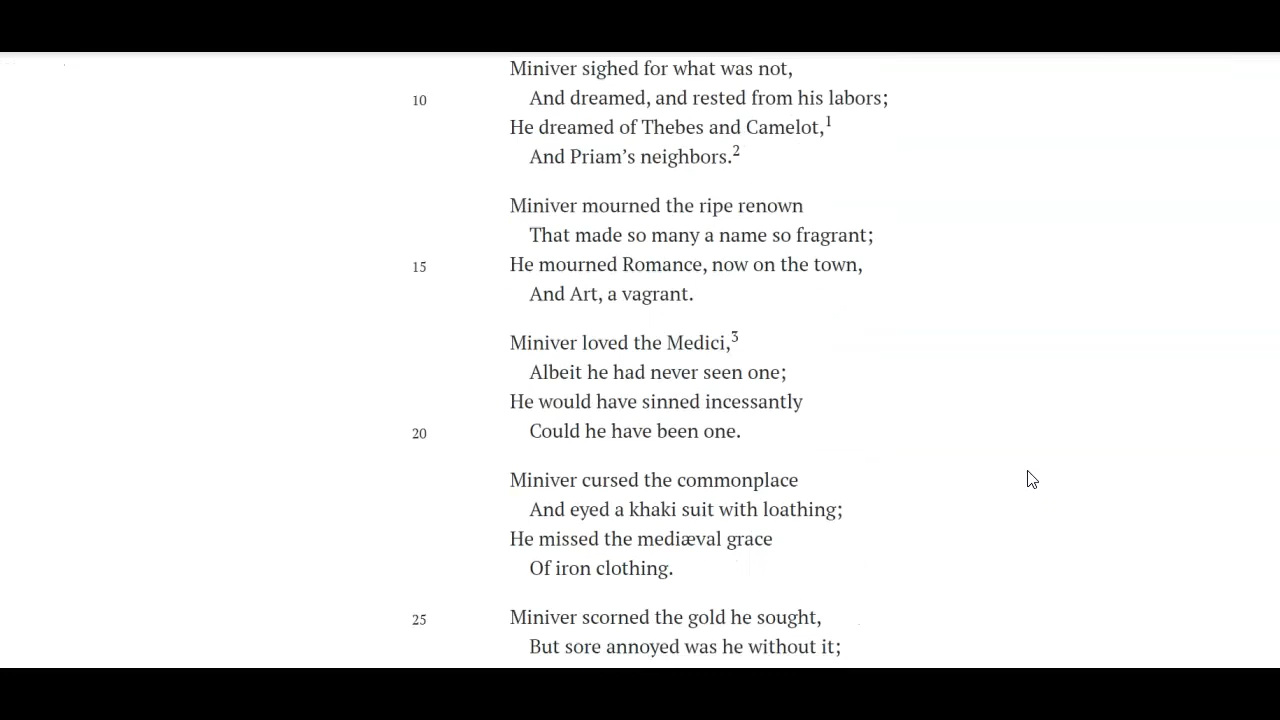 Miniver sighed for what was not,
10 And dreamed, and rested from his labors;
He dreamed of Thebes and Camelot,1
And Priam’s neighbors.2
Miniver mourned the ripe renown
That made so many a name so fragrant;
15 He mourned Romance, now on the town,
And Art, a vagrant.
Miniver loved the Medici,3
Albeit he had never seen one;
He would have sinned incessantly
20 Could he have been one.
Miniver cursed the commonplace
And eyed a khaki suit with loathing;
He missed the mediæval grace
Of iron clothing.
25 Miniver scorned the gold he sought,
But sore annoyed was he without it;